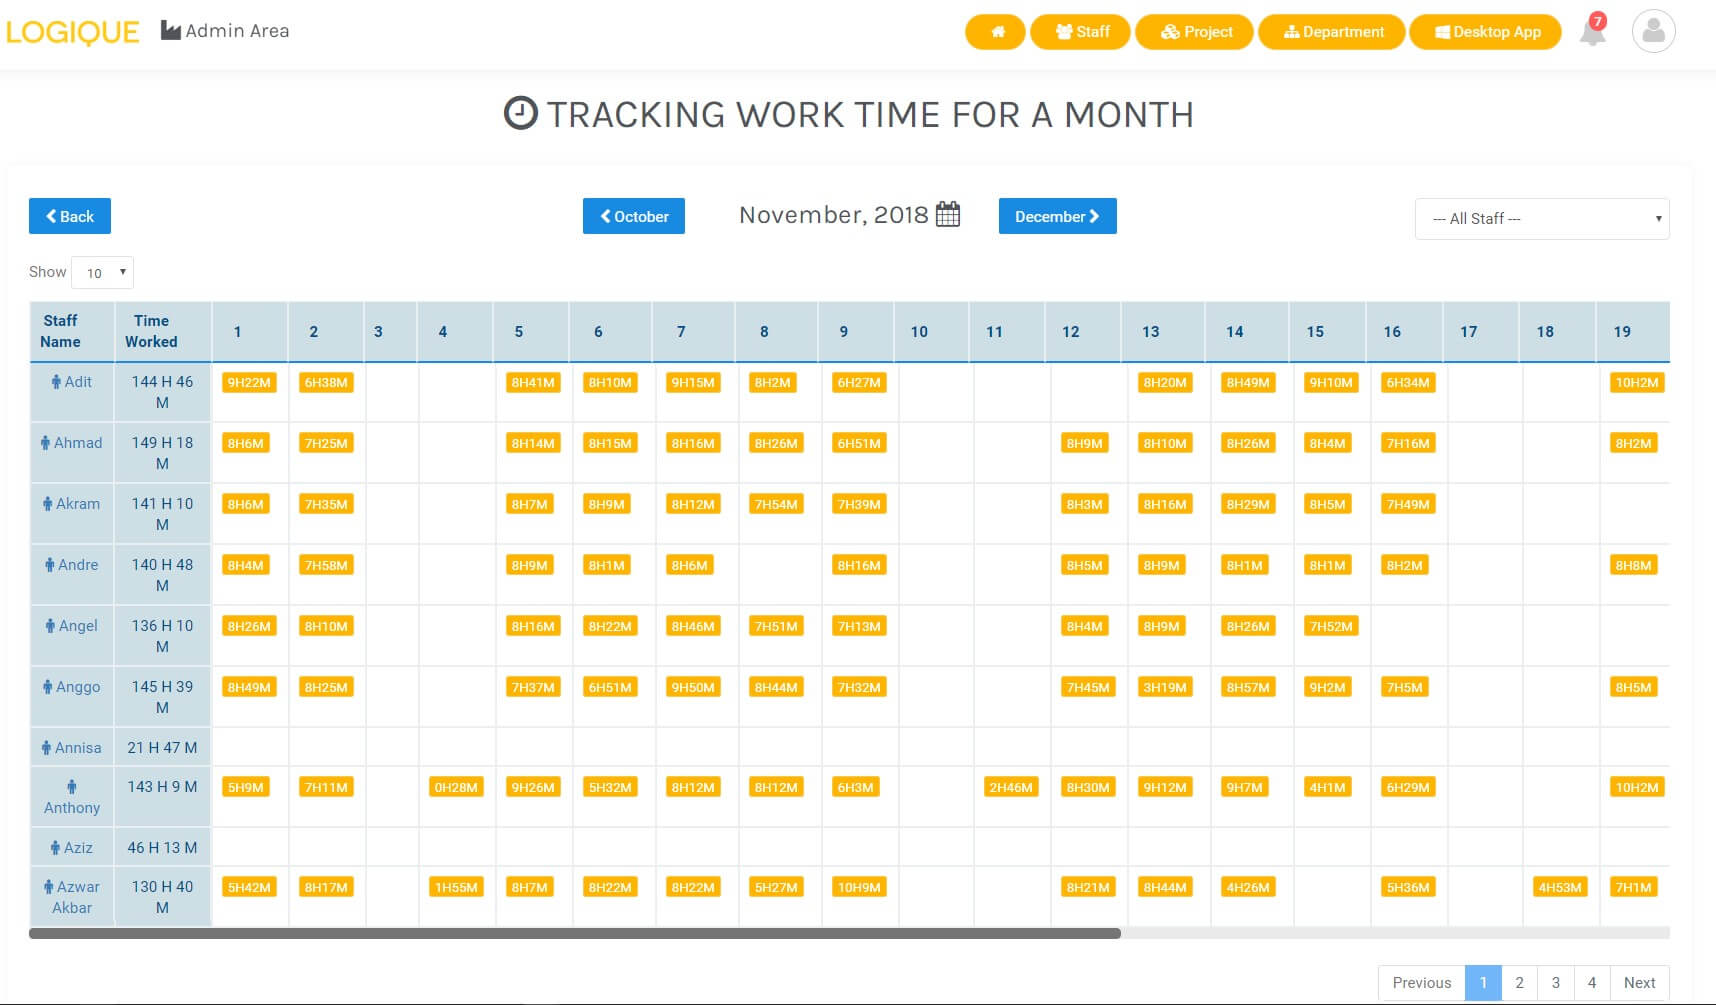 LOGIQUE Admin Area Staff Project Department Desktop App 7
TRACKING WORK TIME FOR A MONTH
Back October November, 2018 December --- All Staff ---
Show 10
Staff Name Time Worked 1 2 3 4 5 6 7 8 9 10 11 12 13 14 15 16 17 18 19
Adit 144 H 46 M 9H22M 6H38M 8H41M 8H10M 9H15M 8H2M 6H27M 8H20M 8H49M 9H10M 6H34M 10H2M
Ahmad 149 H 18 M 8H6M 7H25M 8H14M 8H15M 8H16M 8H26M 6H51M 8H9M 8H10M 8H26M 8H4M 7H16M 8H2M
Akram 141 H 10 M 8H6M 7H35M 8H7M 8H9M 8H12M 7H54M 7H39M 8H3M 8H16M 8H29M 8H5M 7H49M
Andre 140 H 48 M 8H4M 7H58M 8H9M 8H1M 8H6M 8H16M 8H5M 8H9M 8H1M 8H1M 8H2M 8H8M
Angel 136 H 10 M 8H26M 8H10M 8H16M 8H22M 8H46M 7H51M 7H13M 8H4M 8H9M 8H26M 7H52M
Anggo 145 H 39 M 8H49M 8H25M 7H37M 6H51M 9H50M 8H44M 7H32M 7H45M 3H19M 8H57M 9H2M 7H5M 8H5M
Annisa 21 H 47 M
Anthony 143 H 9 M 5H9M 7H11M 0H28M 9H26M 5H32M 8H12M 8H12M 6H3M 2H46M 8H30M 9H12M 9H7M 4H1M 6H29M 10H2M
Aziz 46 H 13 M
Azwar Akbar 130 H 40 M 5H42M 8H17M 1H55M 8H7M 8H22M 8H22M 5H27M 10H9M 8H21M 8H44M 4H26M 5H36M 4H53M 7H1M
Previous 1 2 3 4 Next